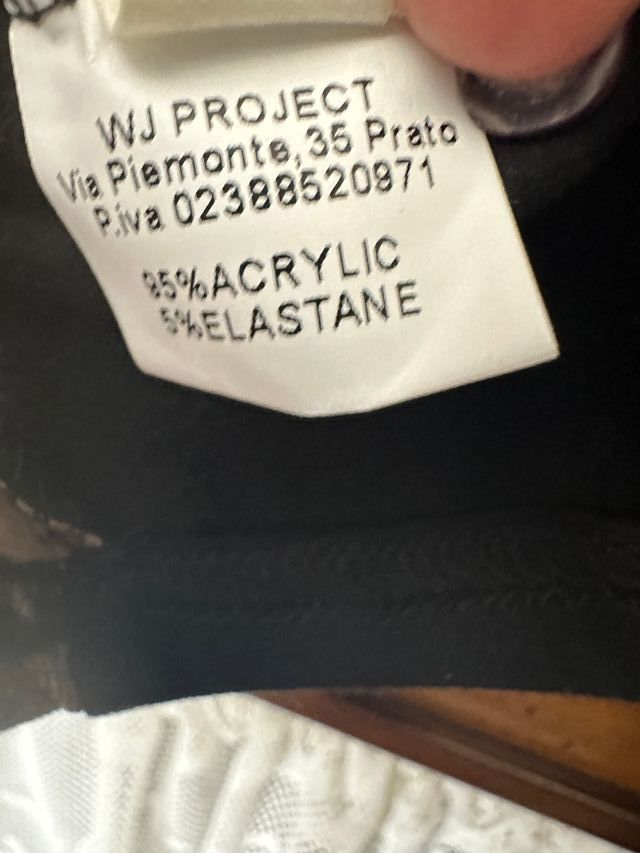 WJ PROJECT
Via Piemonte, 35 Prato
P.iva 02388520971
95%ACRYLIC
5%ELASTANE